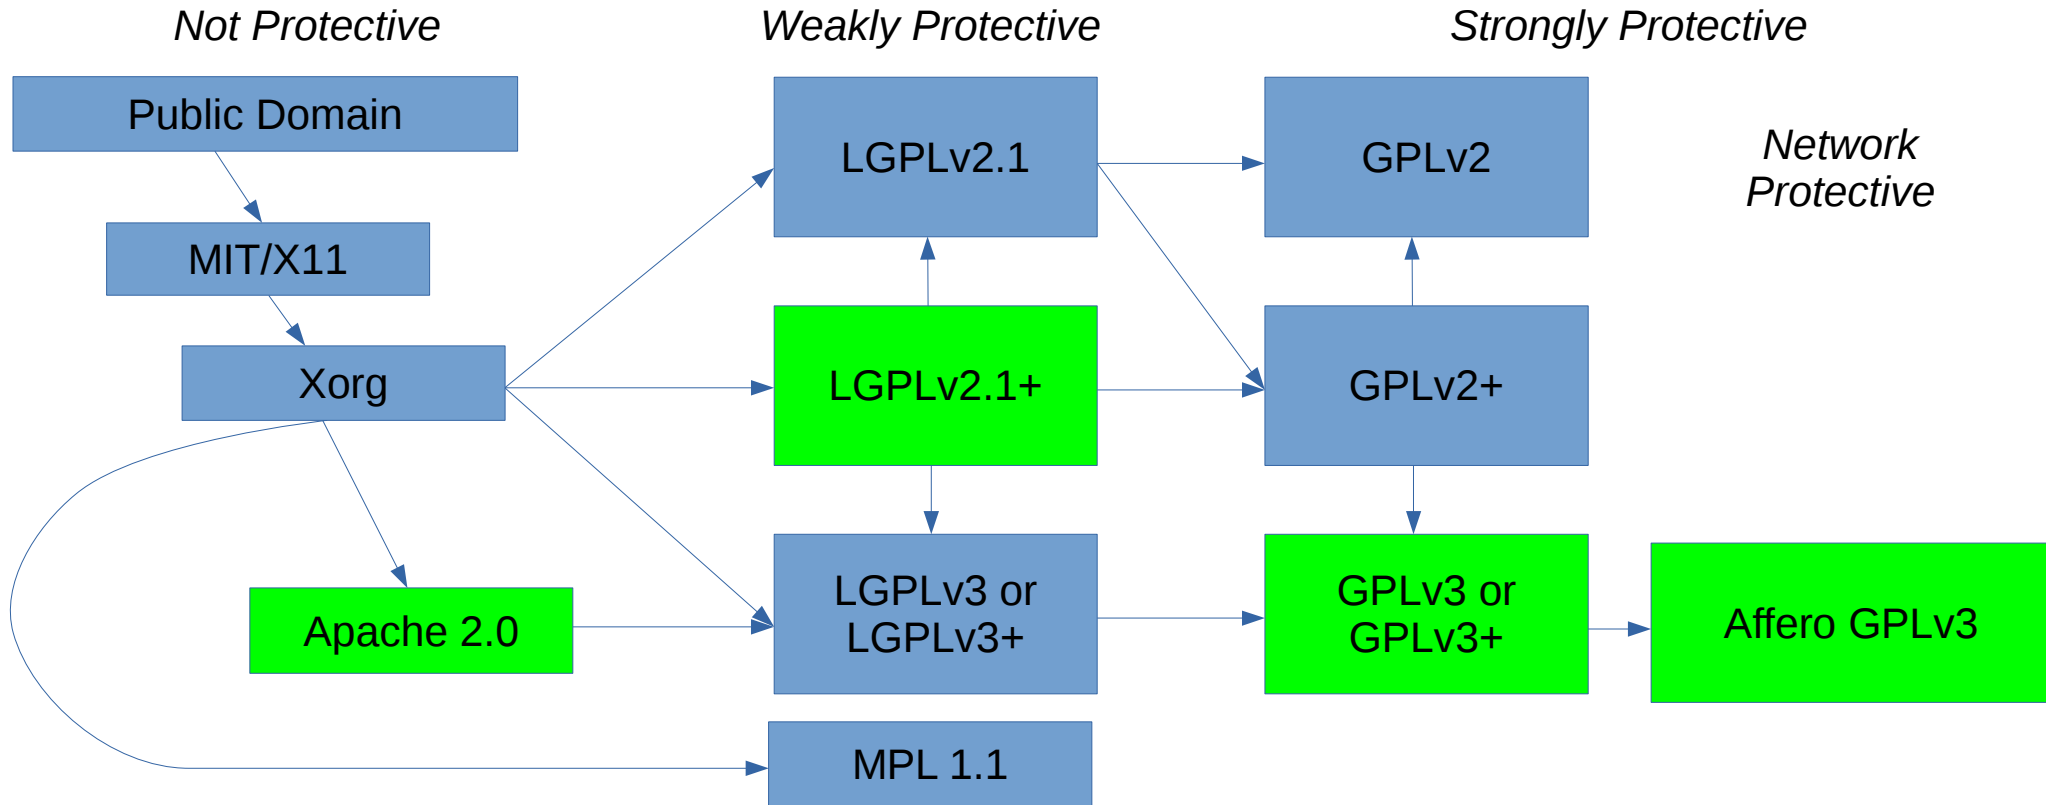 Not Protective
Weakly Protective
Strongly Protective
Public Domain
LGPLv2.1
GPLv2
Network
Protective
MIT/X11
Xorg
LGPLv2.1+
GPLv2+
Apache 2.0
LGPLv3 or
LGPLv3+
GPLv3 or
GPLv3+
Affero GPLv3
MPL 1.1